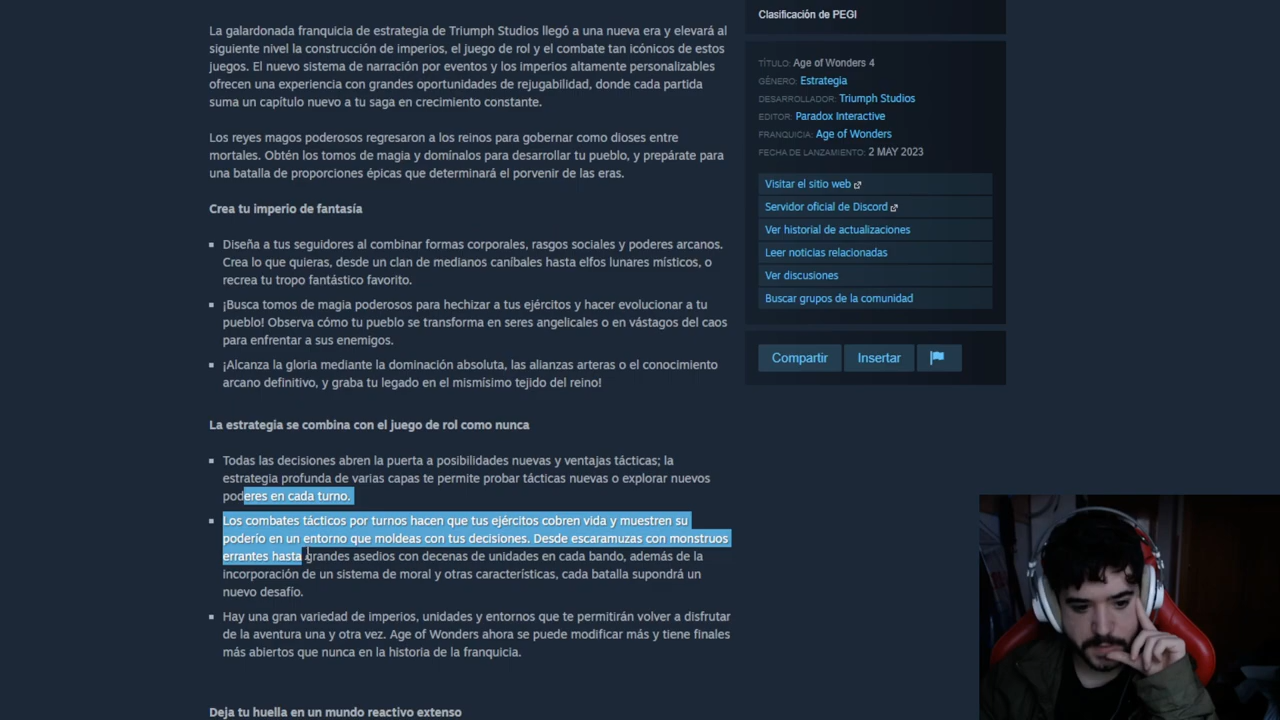 La galardonada franquicia de estrategia de Triumph Studios llegó a una nueva era y elevará al
siguiente nivel la construcción de imperios, el juego de rol y el combate tan icónicos de estos
juegos. El nuevo sistema de narración por eventos y los imperios altamente personalizables
ofrecen una experiencia con grandes oportunidades de rejugabilidad, donde cada partida
suma un capítulo nuevo a tu saga en crecimiento constante.
Los reyes magos poderosos regresaron a los reinos para gobernar como dioses entre
mortales. Obtén los tomos de magia y domínalos para desarrollar tu pueblo, y prepárate para
una batalla de proporciones épicas que determinará el porvenir de las eras.
Crea tu imperio de fantasía
Diseña a tus seguidores al combinar formas corporales, rasgos sociales y poderes arcanos.
Crea lo que quieras, desde un clan de medianos caníbales hasta elfos lunares místicos, o
recrea tu tropo fantástico favorito.
¡Busca tomos de magia poderosos para hechizar a tus ejércitos y hacer evolucionar a tu
pueblo! Observa cómo tu pueblo se transforma en seres angelicales o en vástagos del caos
para enfrentar a sus enemigos.
¡Alcanza la gloria mediante la dominación absoluta, las alianzas arteras o el conocimiento
arcano definitivo, y graba tu legado en el mismísimo tejido del reino!
La estrategia se combina con el juego de rol como nunca
Todas las decisiones abren la puerta a posibilidades nuevas y ventajas tácticas; la
estrategia profunda de varias capas te permite probar tácticas nuevas o explorar nuevos
poderes en cada turno.
Los combates tácticos por turnos hacen que tus ejércitos cobren vida y muestren su
poderío en un entorno que moldeas con tus decisiones. Desde escaramuzas con monstruos
errantes hasta grandes asedios con decenas de unidades en cada bando, además de la
incorporación de un sistema de moral y otras características, cada batalla supondrá un
nuevo desafío.
Hay una gran variedad de imperios, unidades y entornos que te permitirán volver a disfrutar
de la aventura una y otra vez. Age of Wonders ahora se puede modificar más y tiene finales
más abiertos que nunca en la historia de la franquicia.
Deja tu huella en un mundo reactivo extenso
Clasificación de PEGI
TÍTULO: Age of Wonders 4
GÉNERO: Estrategia
DESARROLLADOR: Triumph Studios
EDITOR: Paradox Interactive
FRANQUICIA: Age of Wonders
FECHA DE LANZAMIENTO: 2 MAY 2023
Visitar el sitio web
Servidor oficial de Discord
Ver historial de actualizaciones
Leer noticias relacionadas
Ver discusiones
Buscar grupos de la comunidad
Compartir Insertar